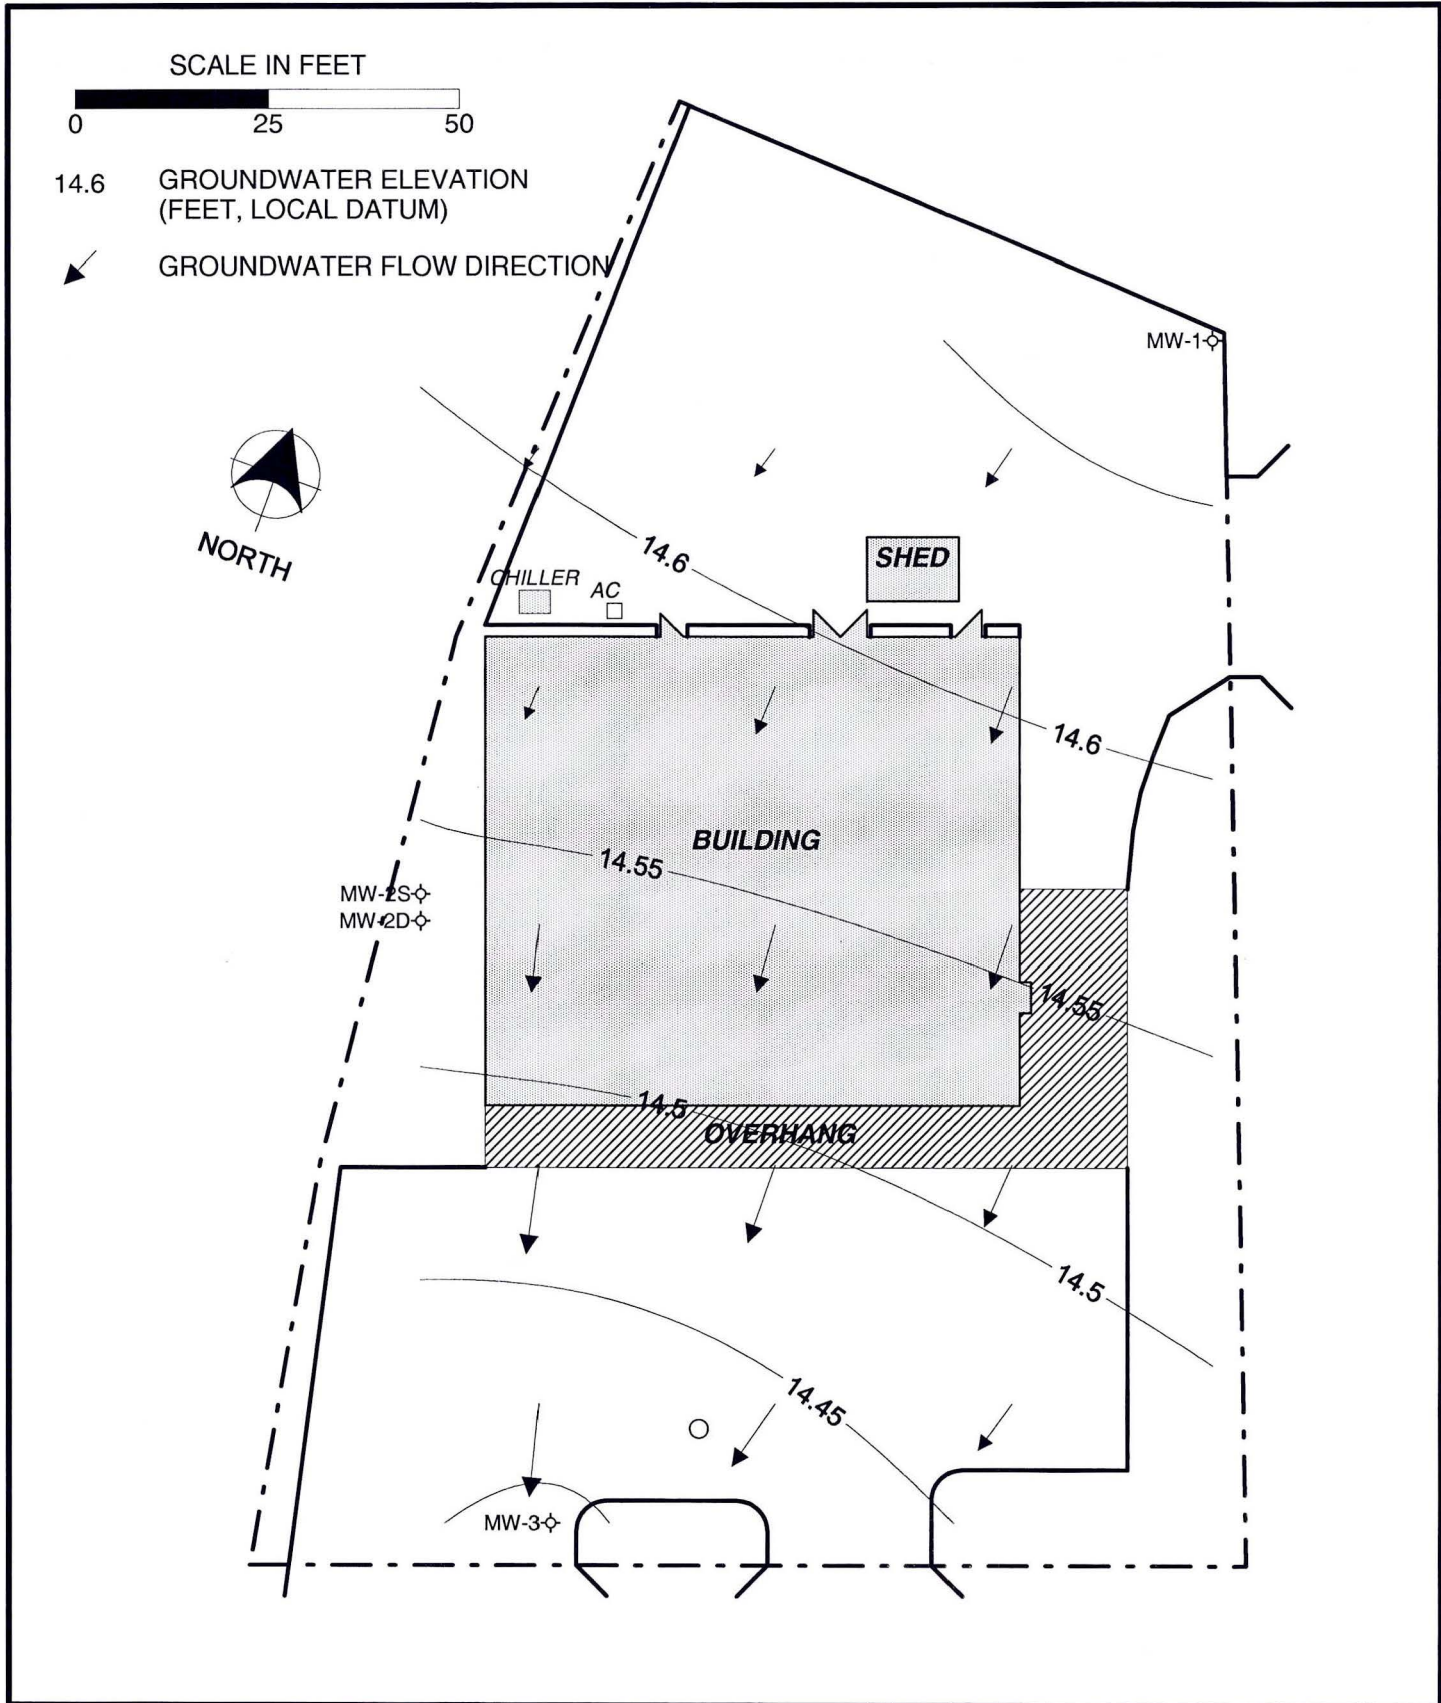 SCALE IN FEET
0 25 50
14.6 GROUNDWATER ELEVATION
(FEET, LOCAL DATUM)
GROUNDWATER FLOW DIRECTION
MW-1
NORTH
14.6
SHED
CHILLER
AC
14.6
BUILDING
14.55
MW-2S
MW-2D
14.55
14.5
OVERHANG
14.5
14.45
MW-3